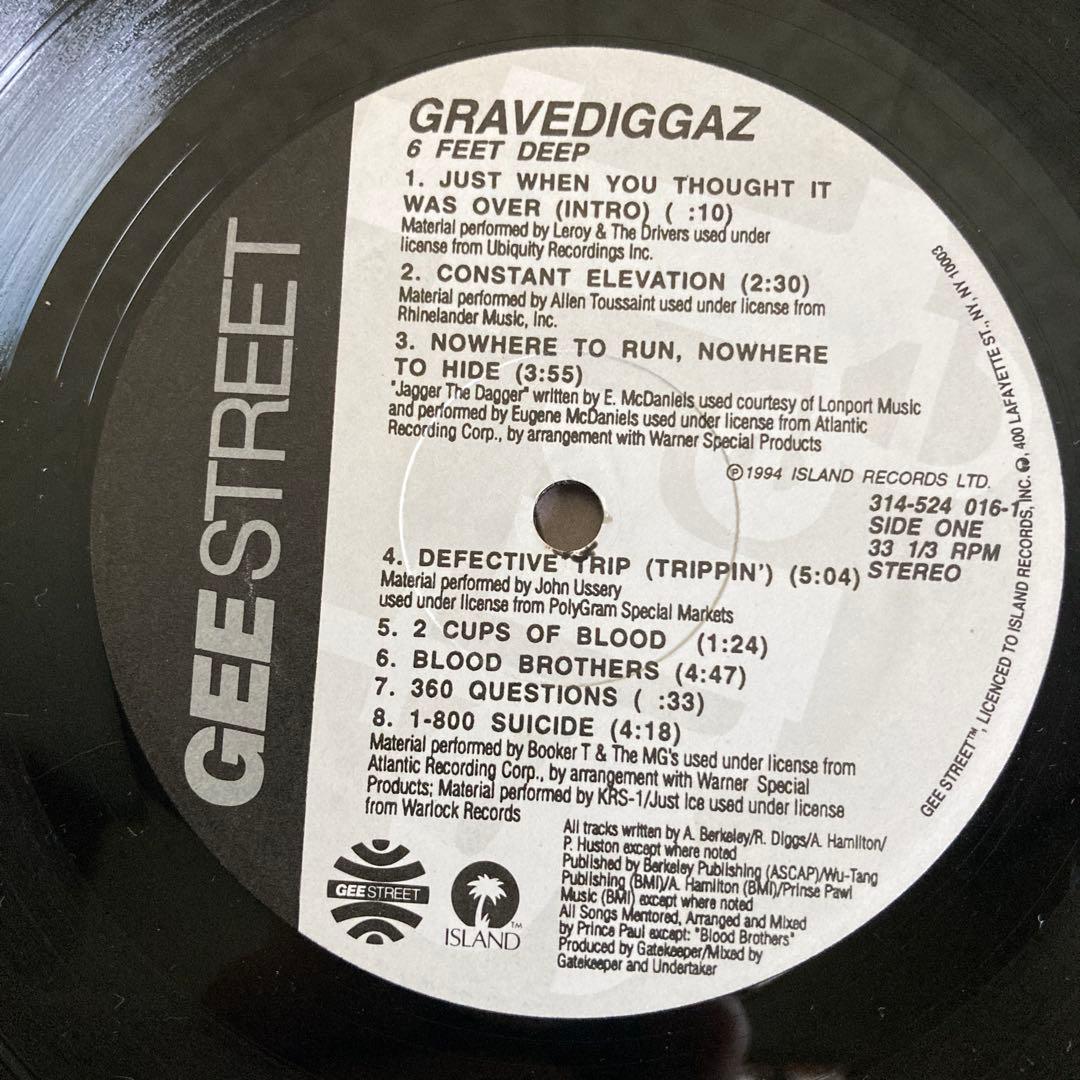 GRAVEDIGGAZ
6 FEET DEEP
1. JUST WHEN YOU THOUGHT IT
WAS OVER (INTRO) ( :10)
Material performed by Leroy & The Drivers used under
license from Ubiquity Recordings Inc.
2. CONSTANT ELEVATION (2:30)
Material performed by Allen Toussaint used under license from
Rhinelander Music, Inc.
3. NOWHERE TO RUN, NOWHERE
TO HIDE (3:55)
"Jagger The Dagger" written by E. McDaniels used courtesy of Lonport Music
and performed by Eugene McDaniels used under license from Atlantic
Recording Corp., by arrangement with Warner Special Products
℗1994 ISLAND RECORDS LTD.
314-524 016-1
SIDE ONE
33 1/3 RPM
STEREO
4. DEFECTIVE TRIP (TRIPPIN') (5:04)
Material performed by John Ussery
used under license from PolyGram Special Markets
5. 2 CUPS OF BLOOD (1:24)
6. BLOOD BROTHERS (4:47)
7. 360 QUESTIONS ( :33)
8. 1-800 SUICIDE (4:18)
Material performed by Booker T & The MG's used under license from
Atlantic Recording Corp., by arrangement with Warner Special
Products; Material performed by KRS-1/Just Ice used under license
from Warlock Records
All tracks written by A. Berkeley/R. Diggs/A. Hamilton/
P. Huston except where noted
Published by Berkeley Publishing (ASCAP)/Wu-Tang
Publishing (BMI)/A. Hamilton (BMI)/Prinse Pawl
Music (BMI) except where noted
All Songs Mentored, Arranged and Mixed
by Prince Paul except: "Blood Brothers"
Produced by Gatekeeper/Mixed by
Gatekeeper and Undertaker
GEESTREET
GEESTREET
ISLAND™
GEE STREET™, LICENCED TO ISLAND RECORDS, INC. , 400 LAFAYETTE ST., NY, NY 10003